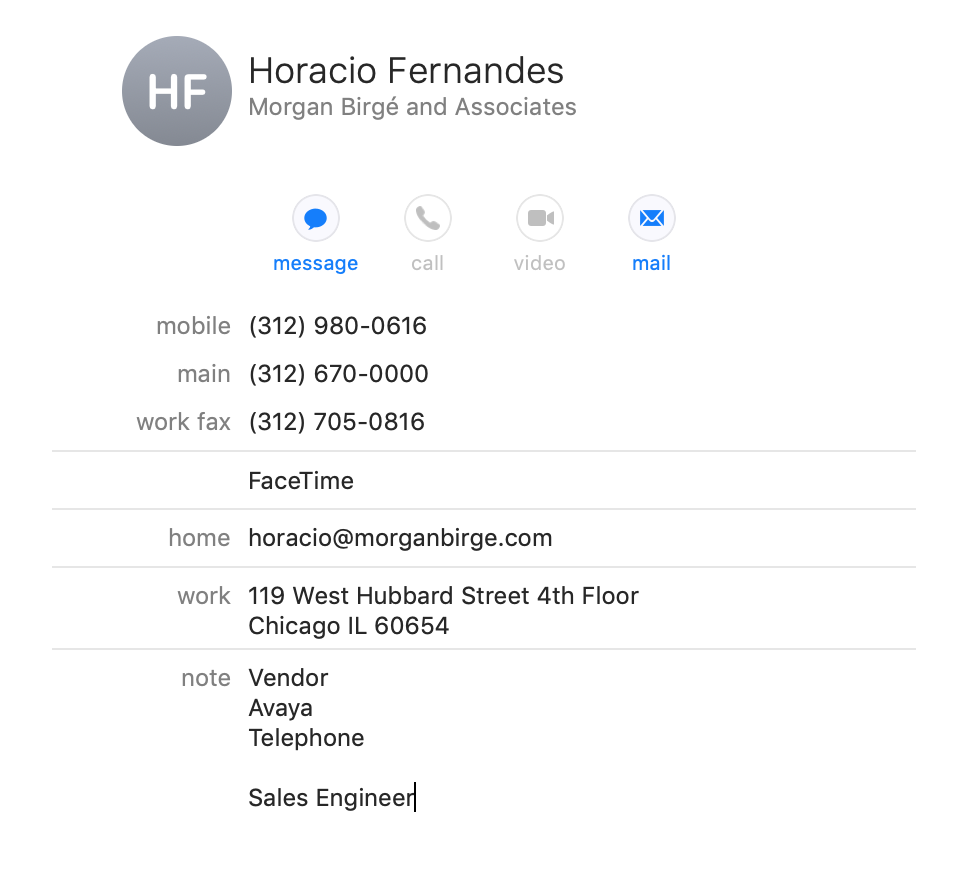 HF
Horacio Fernandes
Morgan Birgé and Associates
message call video mail
mobile (312) 980-0616
main (312) 670-0000
work fax (312) 705-0816
FaceTime
home horacio@morganbirge.com
work 119 West Hubbard Street 4th Floor
Chicago IL 60654
note Vendor
Avaya
Telephone
Sales Engineer